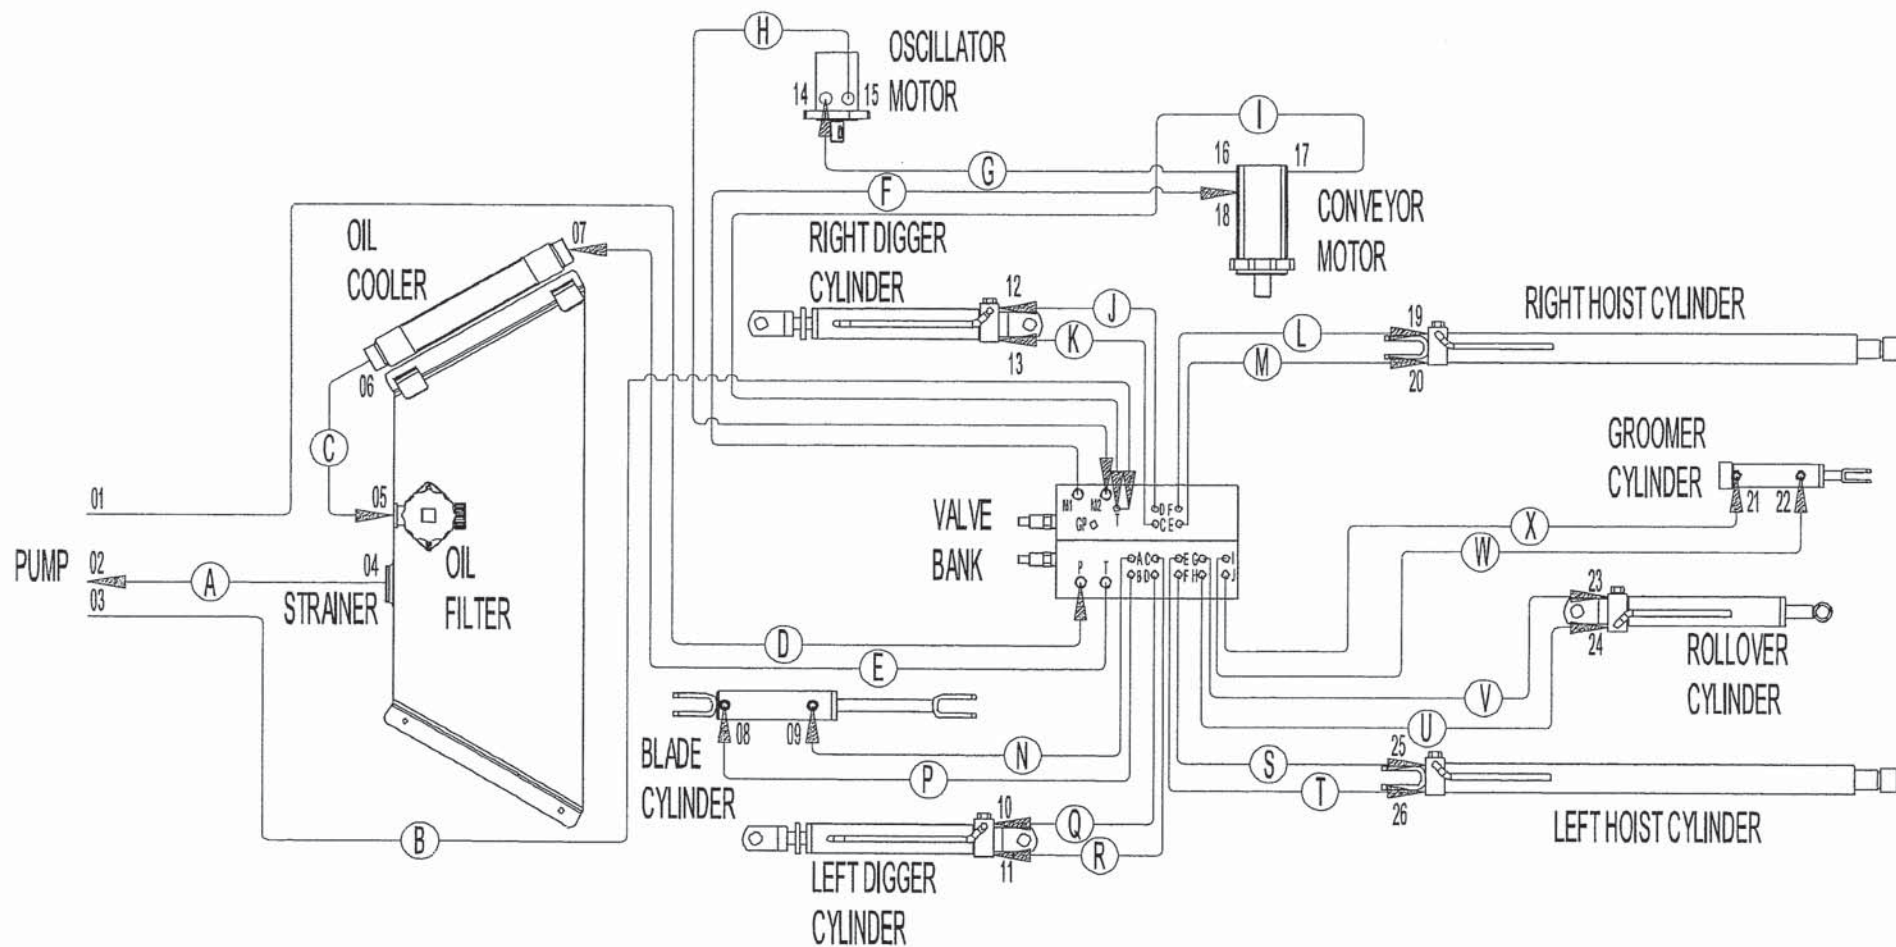 H
OSCILLATOR
MOTOR
14
15
I
G
16
17
F
18
CONVEYOR
MOTOR
OIL
COOLER
07
RIGHT DIGGER
CYLINDER
12
J
K
13
RIGHT HOIST CYLINDER
L
19
M
20
06
C
05
GROOMER
CYLINDER
21
22
X
W
VALVE
BANK
M1
M2
T
GP
D F
C E
P
T
A C
B D
E G
F H
I
J
01
PUMP
02
03
A
04
STRAINER
OIL
FILTER
23
24
ROLLOVER
CYLINDER
D
E
V
U
08
09
N
P
BLADE
CYLINDER
S
25
T
26
LEFT HOIST CYLINDER
B
10
Q
R
11
LEFT DIGGER
CYLINDER